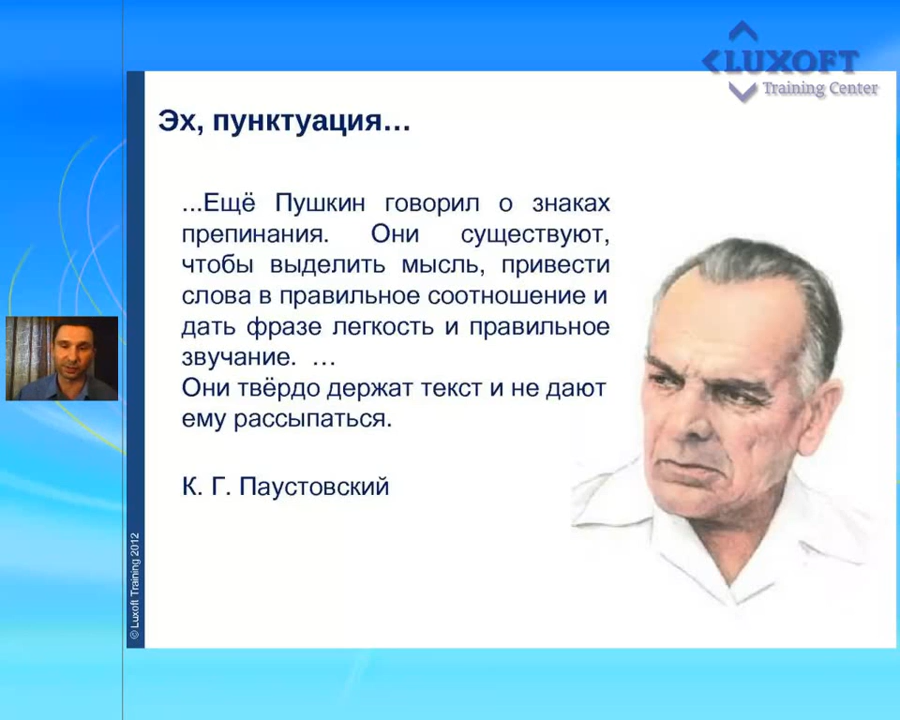 LUXOFT
Training Center
Эх, пунктуация...
...Ещё Пушкин говорил о знаках
препинания. Они существуют,
чтобы выделить мысль, привести
слова в правильное соотношение и
дать фразе легкость и правильное
звучание. ...
Они твёрдо держат текст и не дают
ему рассыпаться.
К. Г. Паустовский
© Luxoft Training 2012